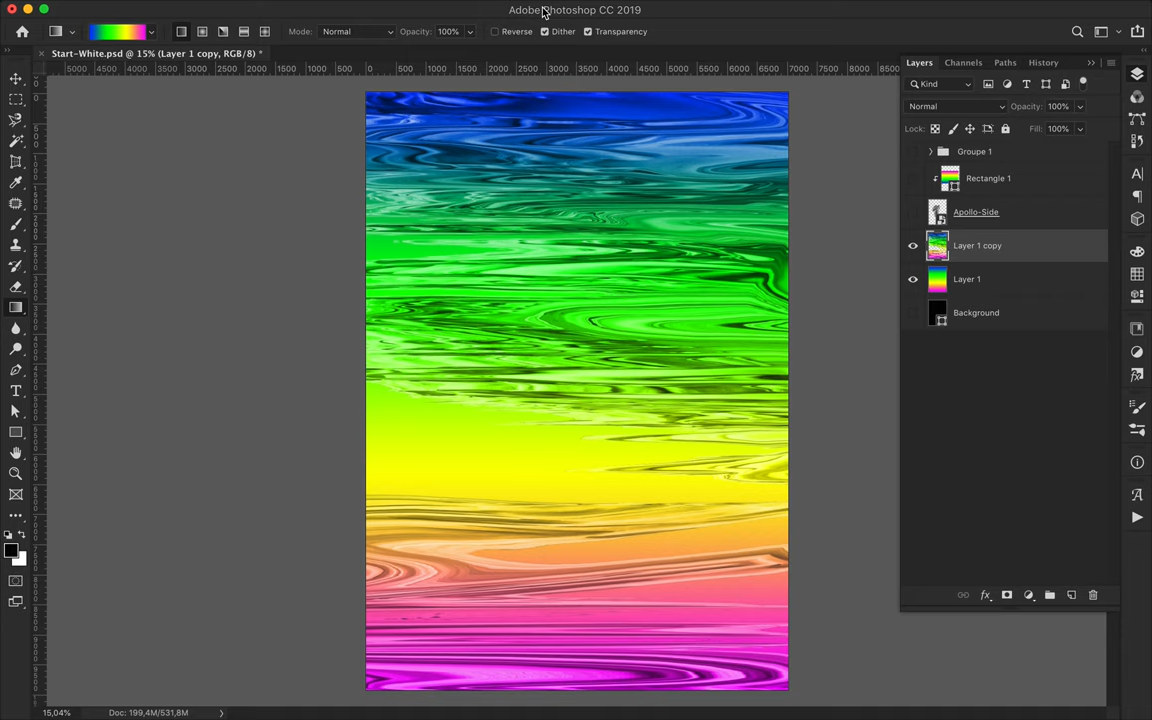 Adobe Photoshop CC 2019
Mode: Normal Opacity: 100% Reverse Dither Transparency
Start-White.psd @ 15% (Layer 1 copy, RGB/8) *
5000 4500 4000 3500 3000 2500 2000 1500 1000 500 0 500 1000 1500 2000 2500 3000 3500 4000 4500 5000 5500 6000 6500 7000 7500 8000 8500
Layers Channels Paths History
Kind
Normal Opacity: 100%
Lock: Fill: 100%
Groupe 1
Rectangle 1
Apollo-Side
Layer 1 copy
Layer 1
Background
15,04% Doc: 199,4M/531,8M